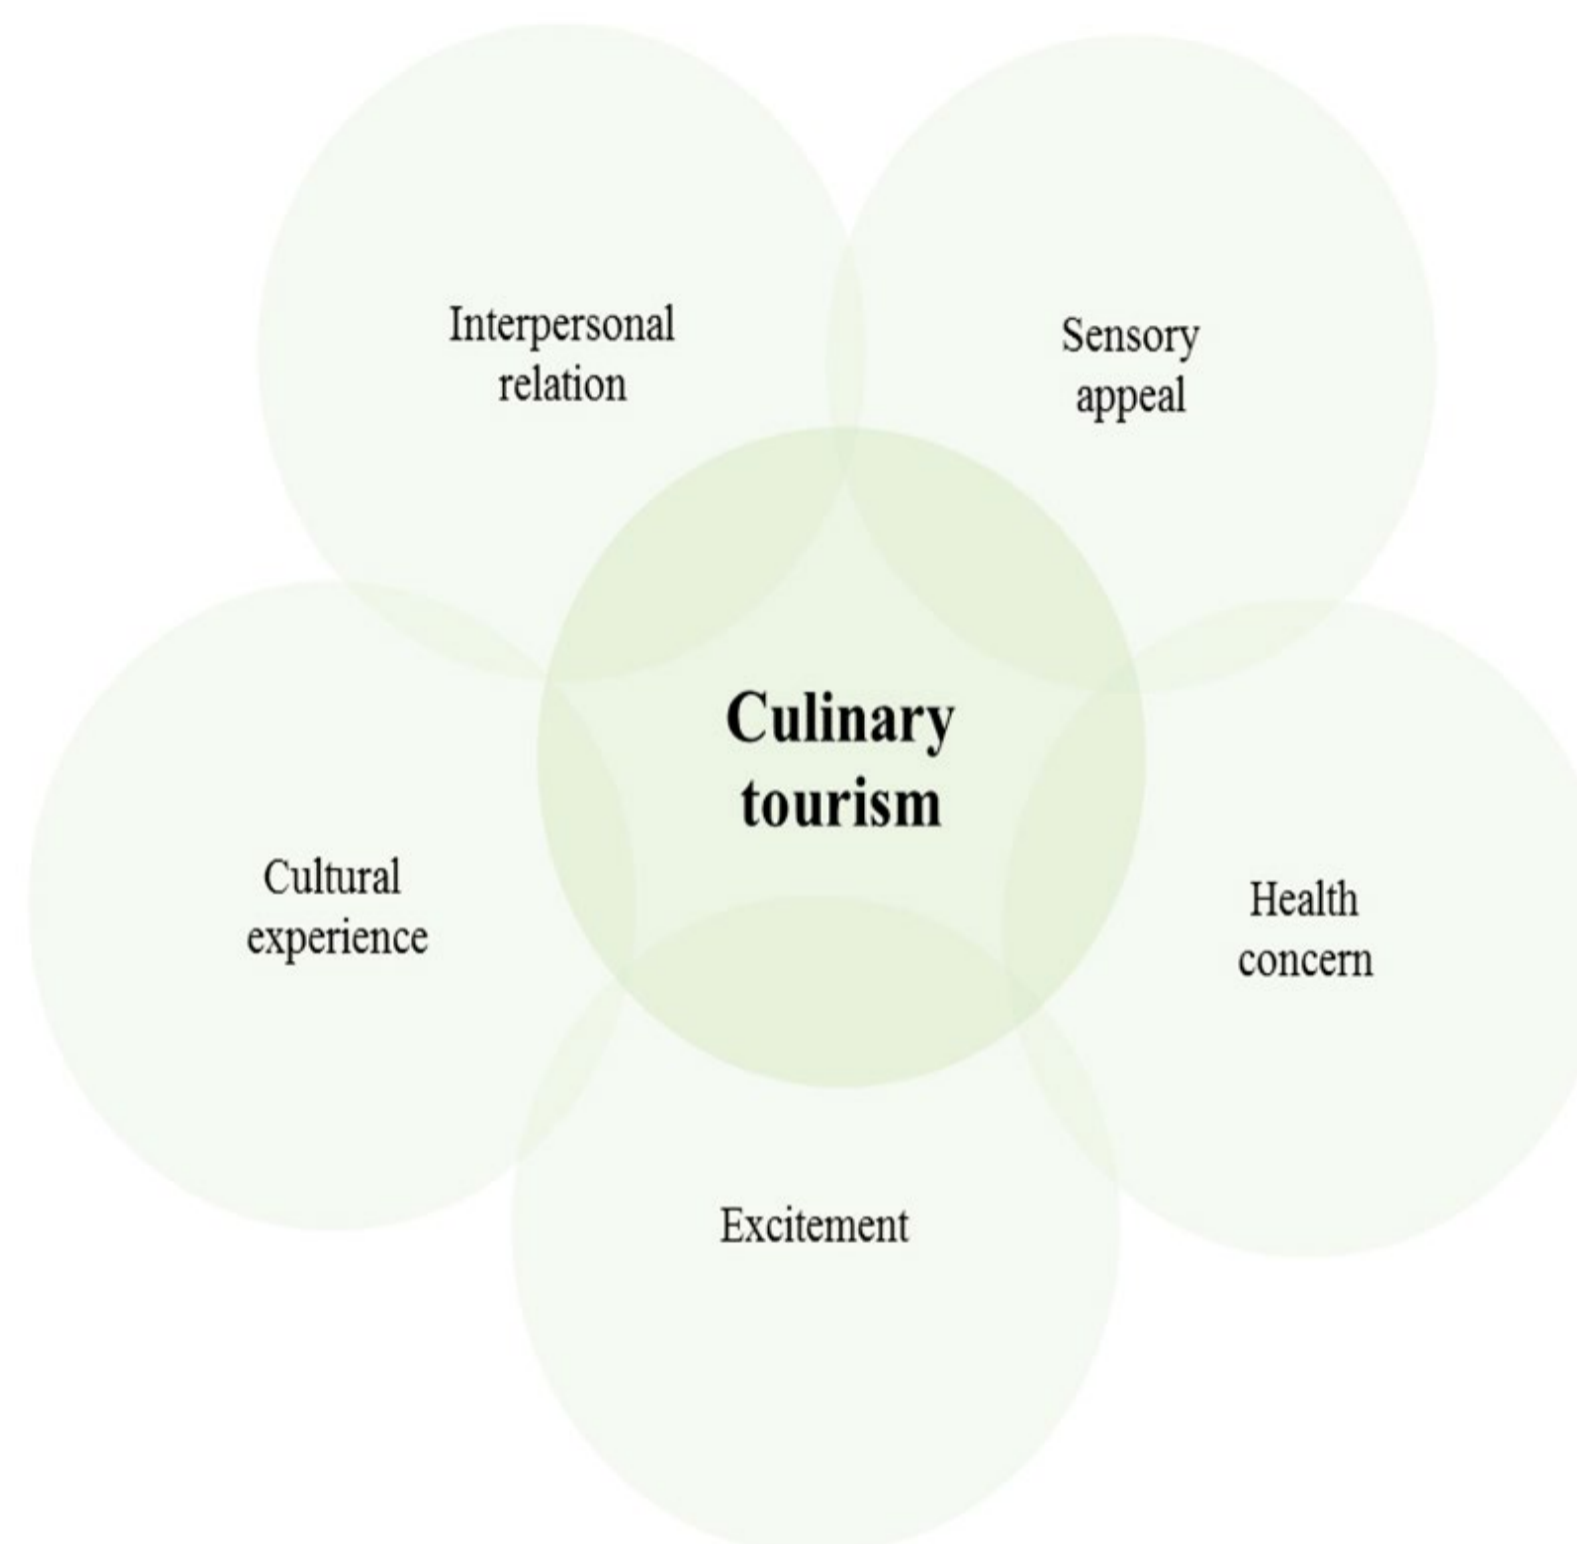 Interpersonal
relation
Sensory
appeal
Culinary
tourism
Cultural
experience
Health
concern
Excitement